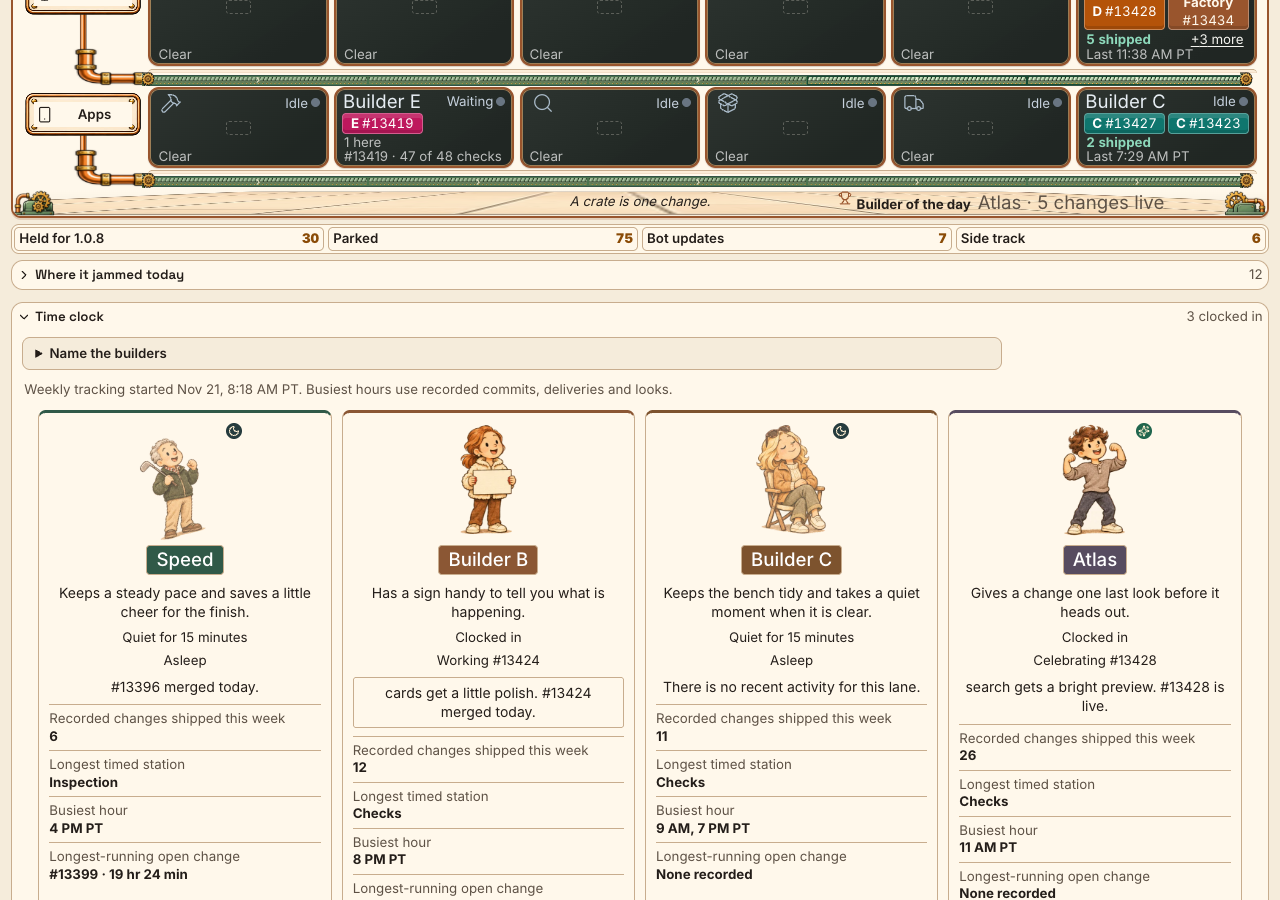 D #13428
Factory
#13434
Clear
Clear
Clear
Clear
Clear
5 shipped
+3 more
Last 11:38 AM PT
Apps
Idle
Builder E
Waiting
Idle
Idle
Idle
Builder C
Idle
E #13419
C #13427
C #13423
1 here
2 shipped
Clear
#13419 · 47 of 48 checks
Clear
Clear
Clear
Last 7:29 AM PT
A crate is one change.
Builder of the day Atlas · 5 changes live
Held for 1.0.8 30
Parked 75
Bot updates 7
Side track 6
Where it jammed today 12
Time clock 3 clocked in
Name the builders
Weekly tracking started Nov 21, 8:18 AM PT. Busiest hours use recorded commits, deliveries and looks.
Speed
Keeps a steady pace and saves a little
cheer for the finish.
Quiet for 15 minutes
Asleep
#13396 merged today.
Recorded changes shipped this week
6
Longest timed station
Inspection
Busiest hour
4 PM PT
Longest-running open change
#13399 · 19 hr 24 min
Builder B
Has a sign handy to tell you what is
happening.
Clocked in
Working #13424
cards get a little polish. #13424
merged today.
Recorded changes shipped this week
12
Longest timed station
Checks
Busiest hour
8 PM PT
Longest-running open change
Builder C
Keeps the bench tidy and takes a quiet
moment when it is clear.
Quiet for 15 minutes
Asleep
There is no recent activity for this lane.
Recorded changes shipped this week
11
Longest timed station
Checks
Busiest hour
9 AM, 7 PM PT
Longest-running open change
None recorded
Atlas
Gives a change one last look before it
heads out.
Clocked in
Celebrating #13428
search gets a bright preview. #13428 is
live.
Recorded changes shipped this week
26
Longest timed station
Checks
Busiest hour
11 AM PT
Longest-running open change
None recorded